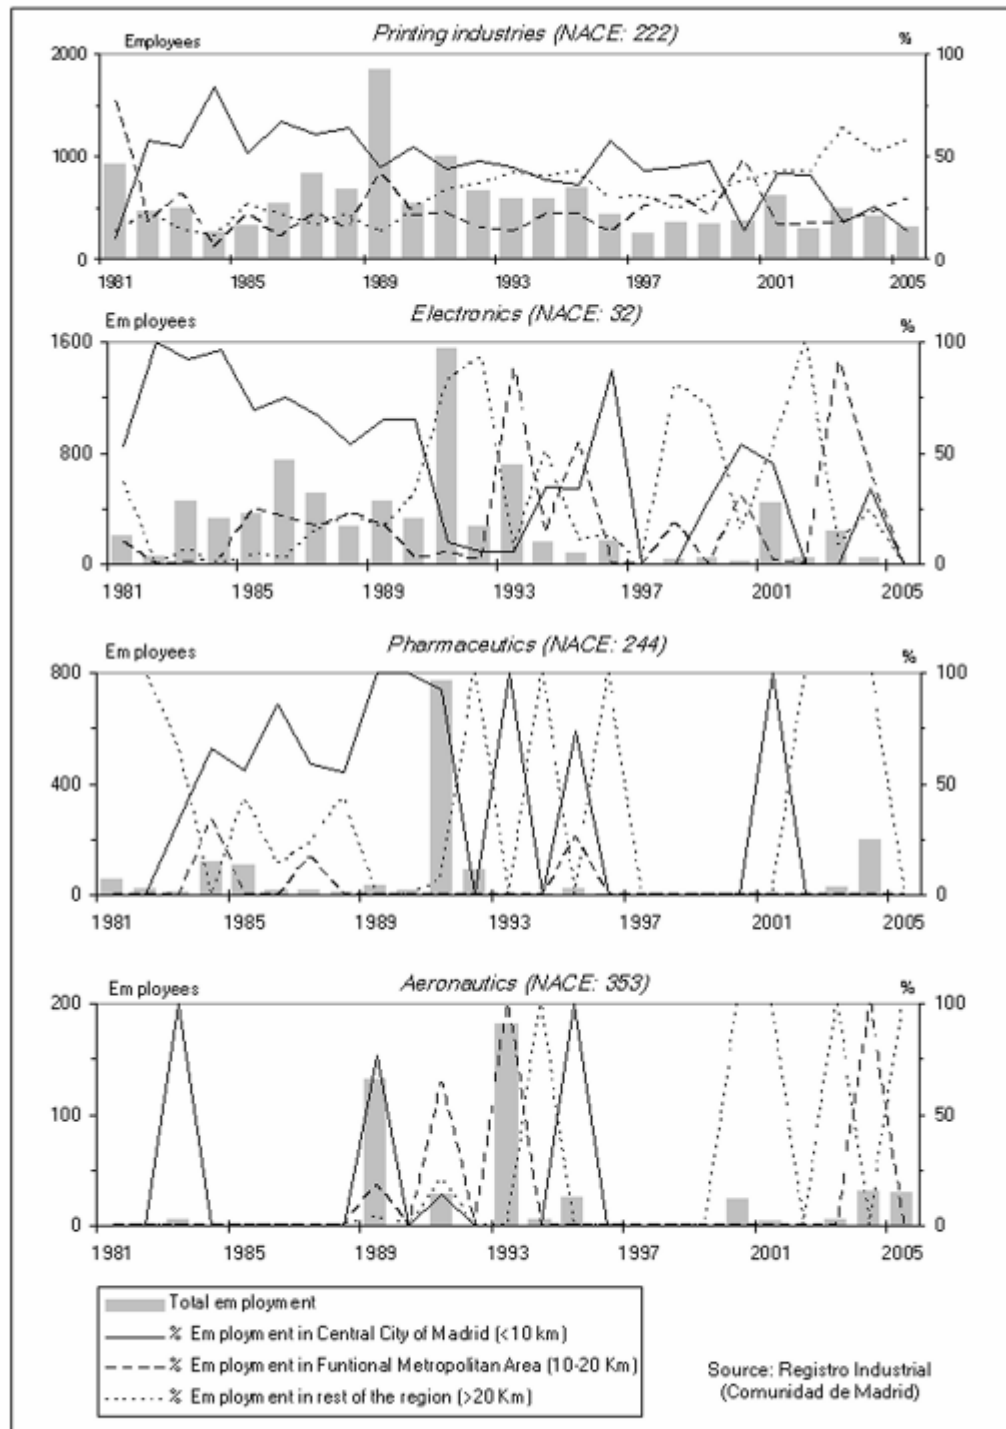 Printing industries (NACE: 222)
Employees %
2000 100
1000 50
0 0
1981 1985 1989 1993 1997 2001 2005
Electronics (NACE: 32)
Employees %
1600 100
800 50
0 0
1981 1985 1989 1993 1997 2001 2005
Pharmaceutics (NACE: 244)
Employees %
800 100
400 50
0 0
1981 1985 1989 1993 1997 2001 2005
Aeronautics (NACE: 353)
Employees %
200 100
100 50
0 0
1981 1985 1989 1993 1997 2001 2005
Total employment
% Employment in Central City of Madrid (<10 km)
% Employment in Funtional Metropolitan Area (10-20 Km)
% Employment in rest of the region (>20 Km)
Source: Registro Industrial
(Comunidad de Madrid)